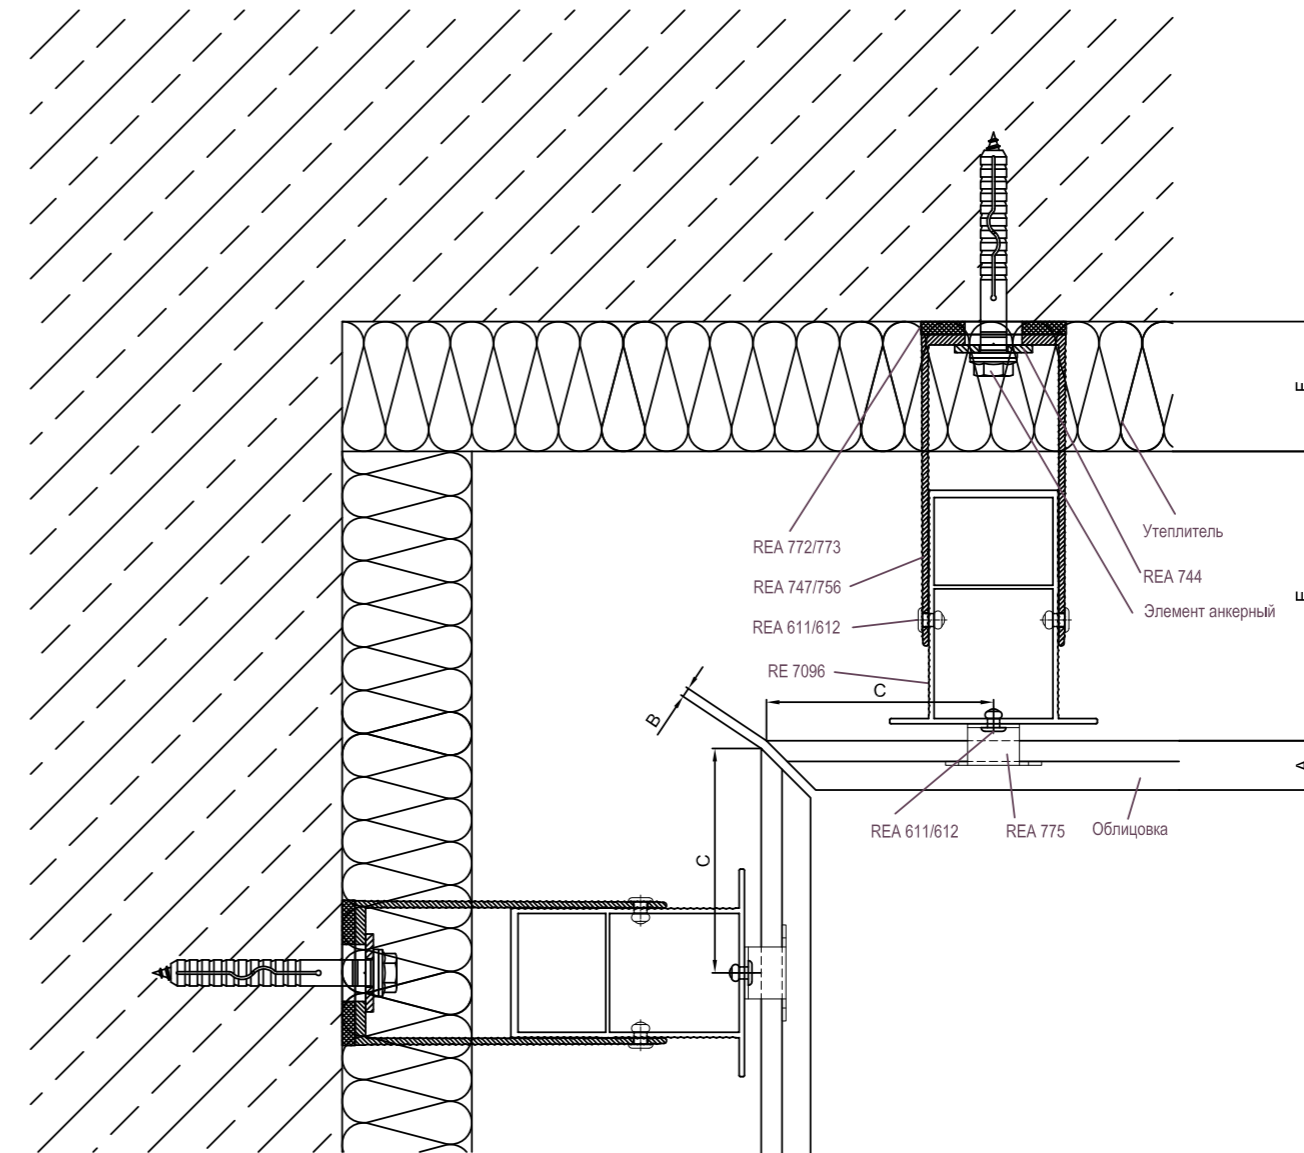 REA 772/773
REA 747/756
REA 611/612
RE 7096
Утеплитель
REA 744
Элемент анкерный
C
B
C
REA 611/612
REA 775
Облицовка
A